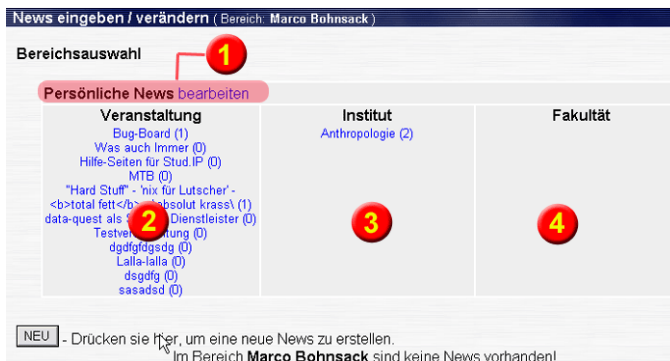 News eingeben / verändern ( Bereich: Marco Bohnsack )
Bereichsauswahl
1
Persönliche News bearbeiten
Veranstaltung
Bug-Board (1)
Was auch Immer (0)
Hilfe-Seiten für Stud.IP (0)
MTB (0)
"Hard Stuff" - 'nix für Lutscher' -
<b>total fett</b> absolut krass\ (1)
data-quest als Dienstleister (0)
dgdfgfdgsdg (0)
Lalla-lalla (0)
dsgdfg (0)
sasadsd (0)
2
Institut
Anthropologie (2)
3
Fakultät
4
NEU - Drücken sie hier, um eine neue News zu erstellen.
Im Bereich Marco Bohnsack sind keine News vorhanden!